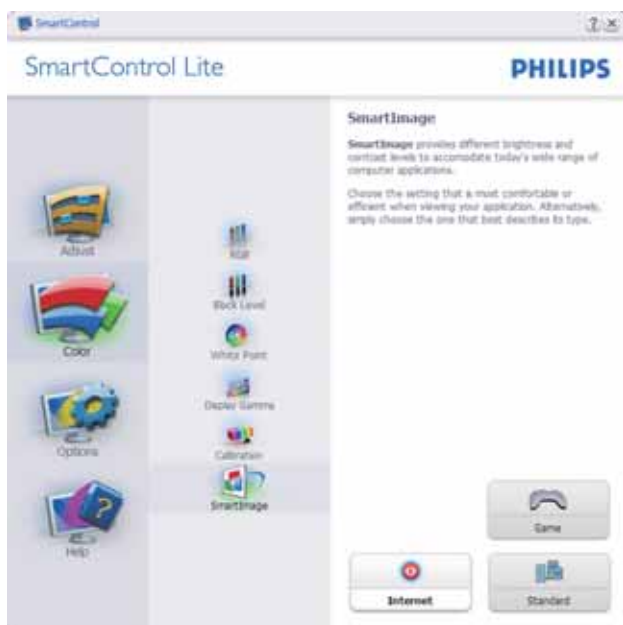 SmartControl
? x
SmartControl Lite
PHILIPS
SmartImage
SmartImage provides different brightness and
contrast levels to accomodate today's wide range of
computer applications.
Choose the setting that is most comfortable or
efficient when viewing your application. Alternatively,
simply choose the one that best describes its type.
Adjust
Color
Options
Help
RGB
Black Level
White Point
Display Gamma
Calibration
SmartImage
Game
Internet
Standard